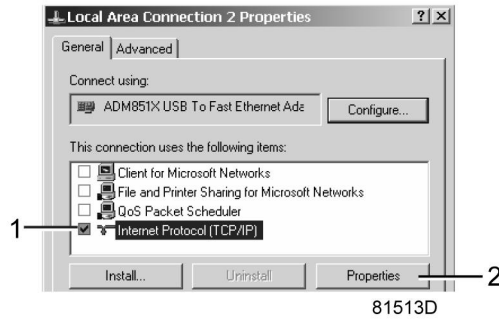 Local Area Connection 2 Properties
General Advanced
Connect using:
ADM851X USB To Fast Ethernet Ada
Configure...
This connection uses the following items:
Client for Microsoft Networks
File and Printer Sharing for Microsoft Networks
QoS Packet Scheduler
1 Internet Protocol (TCP/IP)
Install... Uninstall Properties 2
81513D